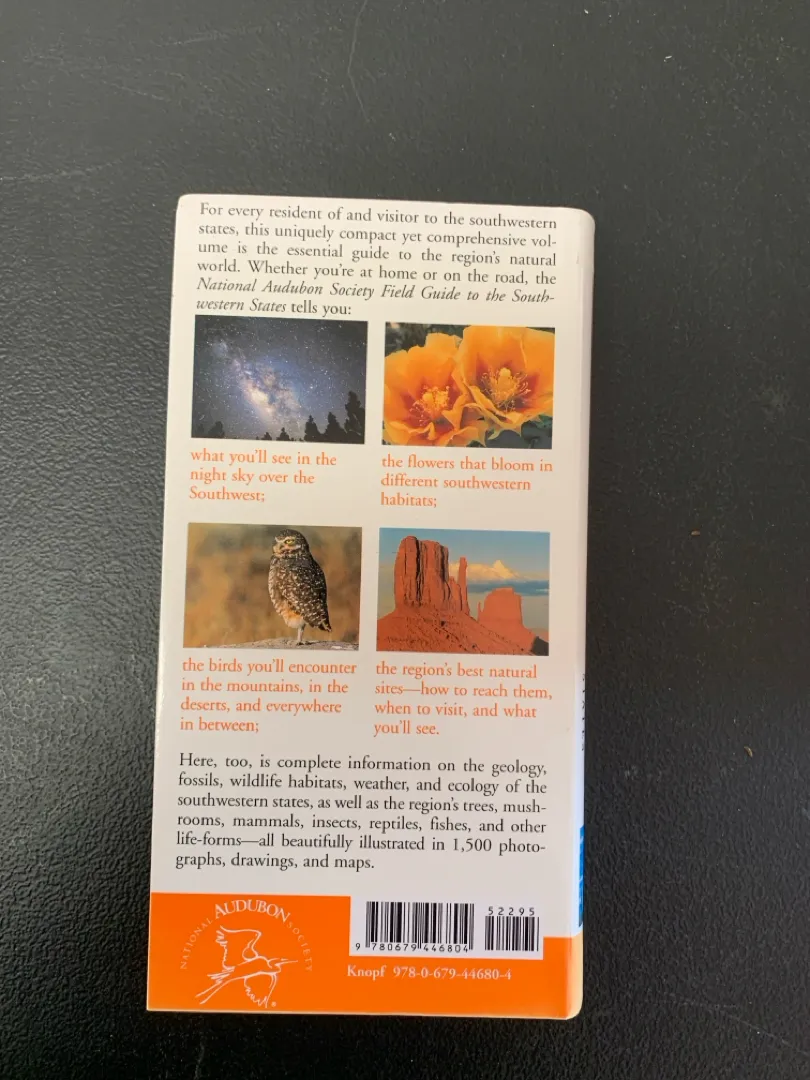 For every resident of and visitor to the southwestern
states, this uniquely compact yet comprehensive vol-
ume is the essential guide to the region's natural
world. Whether you're at home or on the road, the
National Audubon Society Field Guide to the South-
western States tells you:
what you'll see in the
night sky over the
Southwest;
the flowers that bloom in
different southwestern
habitats;
the birds you'll encounter
in the mountains, in the
deserts, and everywhere
in between;
the region's best natural
sites—how to reach them,
when to visit, and what
you'll see.
Here, too, is complete information on the geology,
fossils, wildlife habitats, weather, and ecology of the
southwestern states, as well as the region's trees, mush-
rooms, mammals, insects, reptiles, fishes, and other
life-forms—all beautifully illustrated in 1,500 photo-
graphs, drawings, and maps.
NATIONAL AUDUBON SOCIETY
®
52295
9 780679 446804
Knopf 978-0-679-44680-4